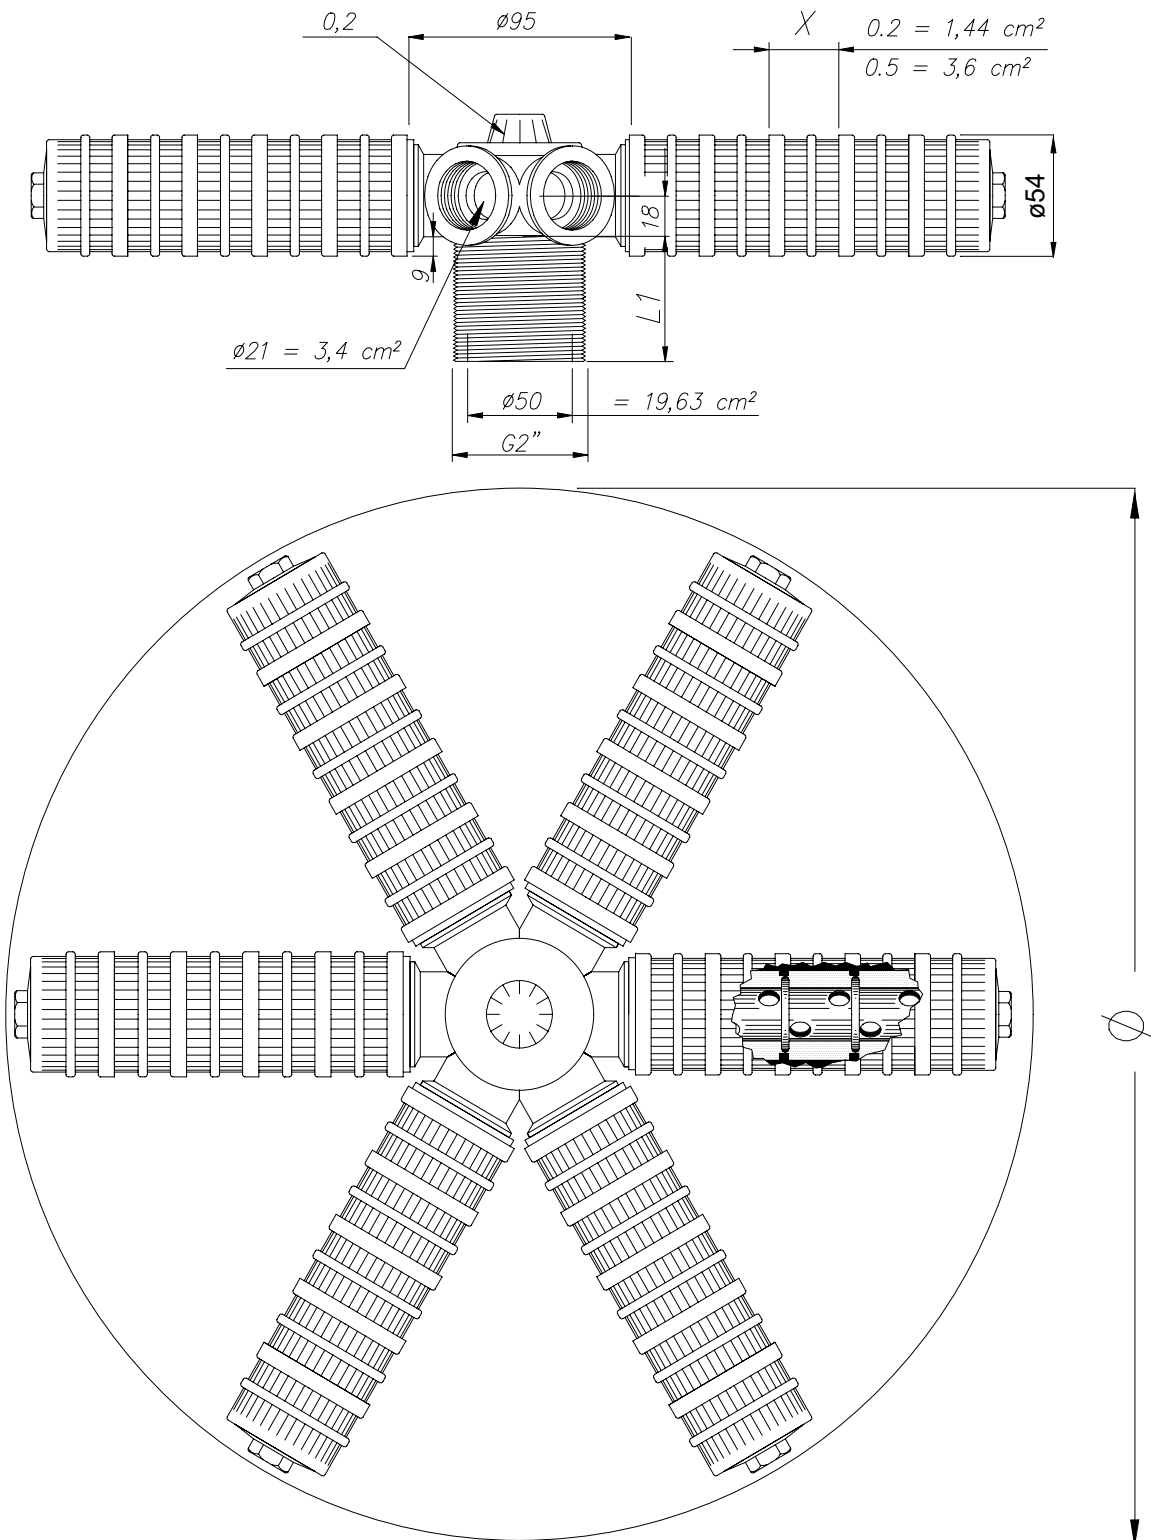 0,2
ø95
X
0.2 = 1,44 cm²
0.5 = 3,6 cm²
ø54
18
9
L1
ø21 = 3,4 cm²
ø50 = 19,63 cm²
G2”
Ø